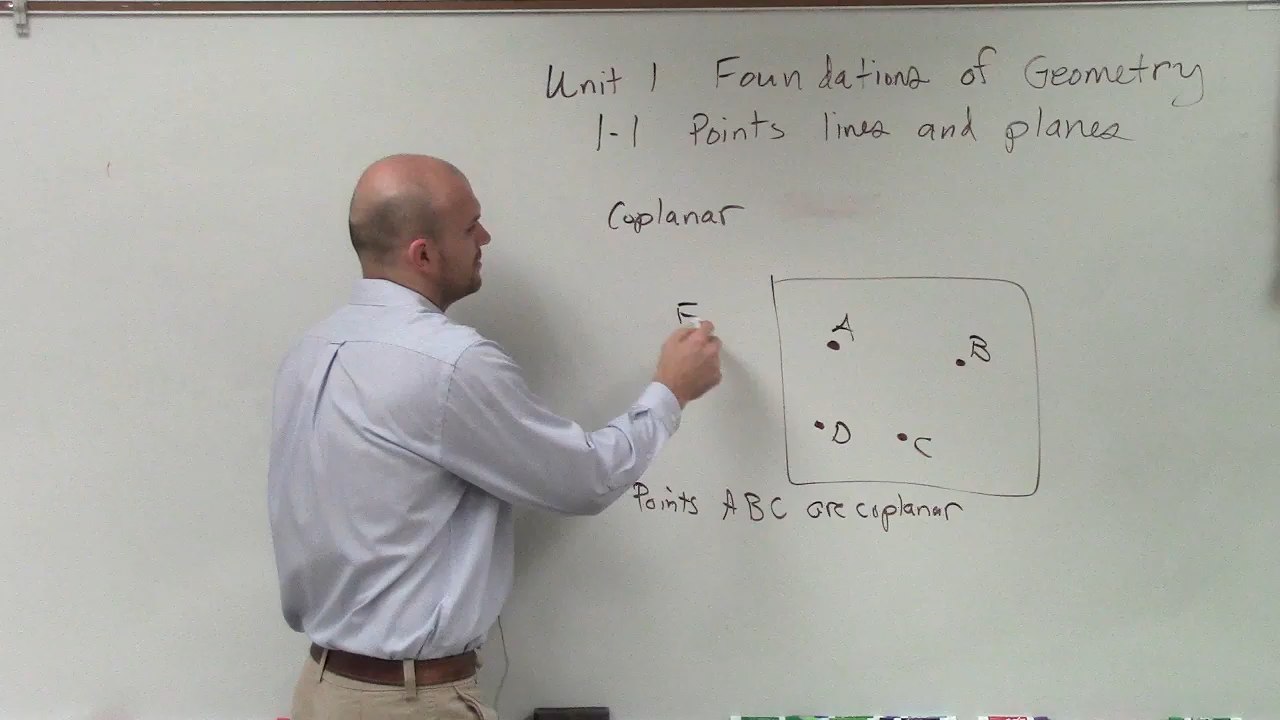 Unit 1 Foundations of Geometry
1-1 Points lines and planes
Coplanar
A
B
D
C
Points ABC are coplanar